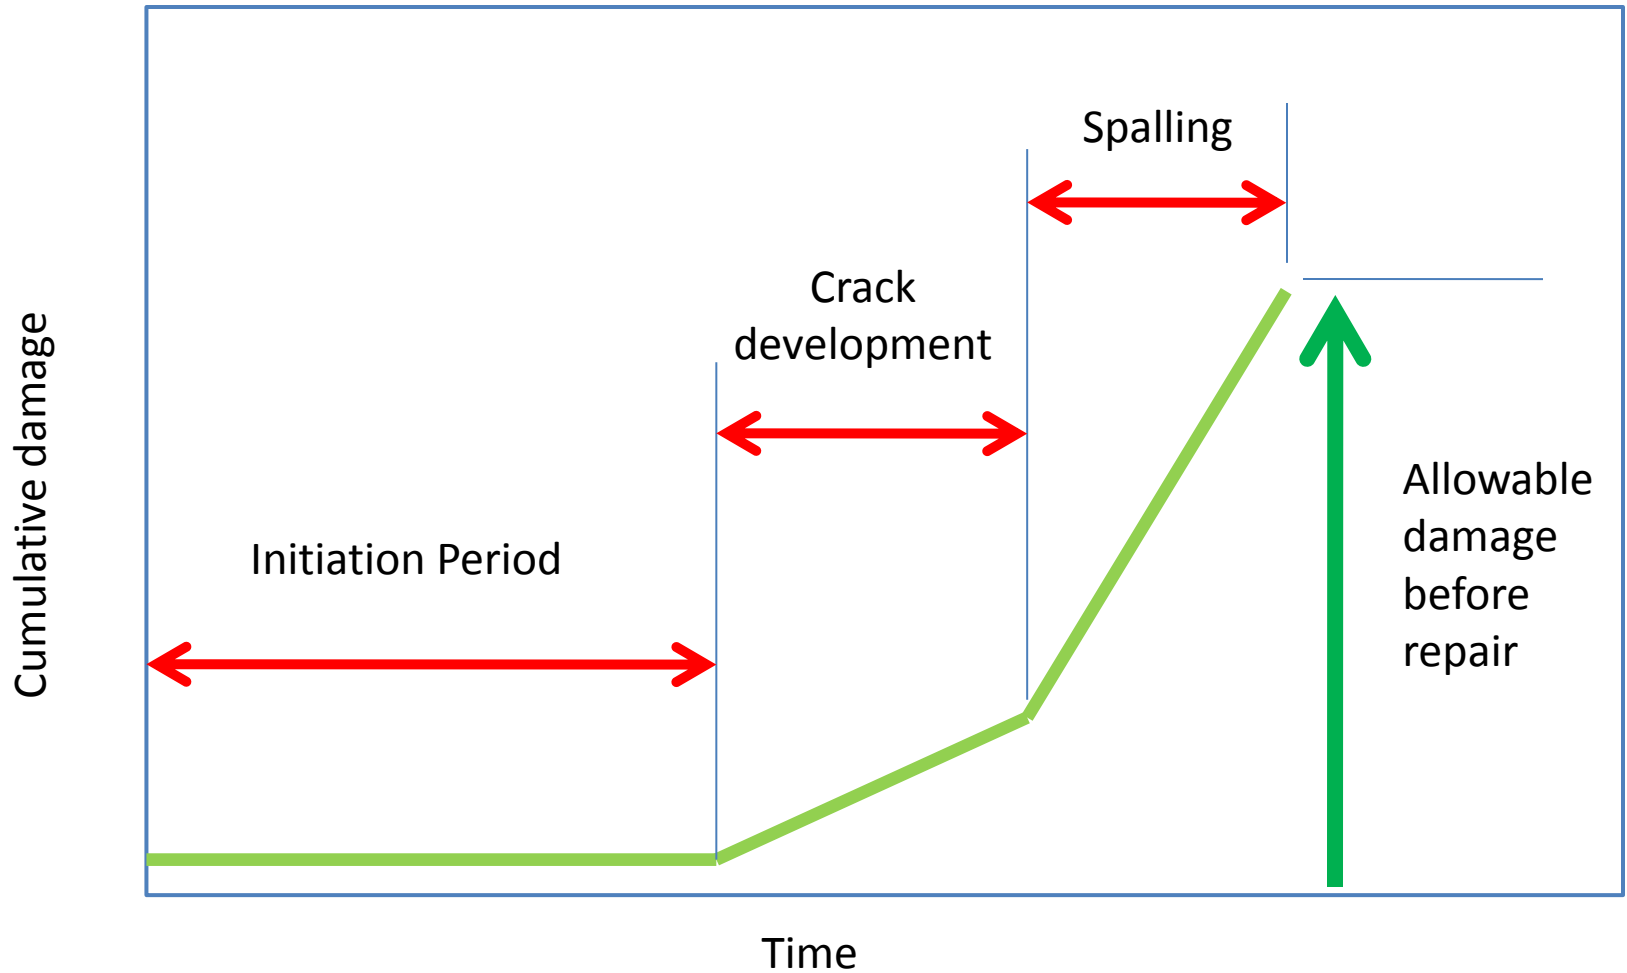 Spalling
Crack
development
Initiation Period
Allowable
damage
before
repair
Cumulative damage
Time